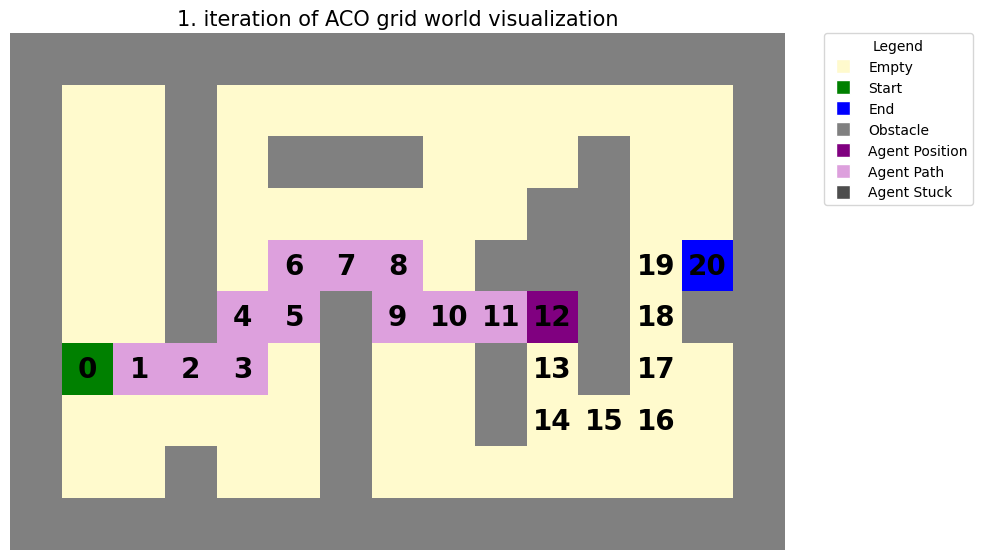 1. iteration of ACO grid world visualization
Legend
Empty
Start
End
Obstacle
Agent Position
Agent Path
Agent Stuck
6 7 8 19 20
4 5 9 10 11 12 18
0 1 2 3 13 17
14 15 16